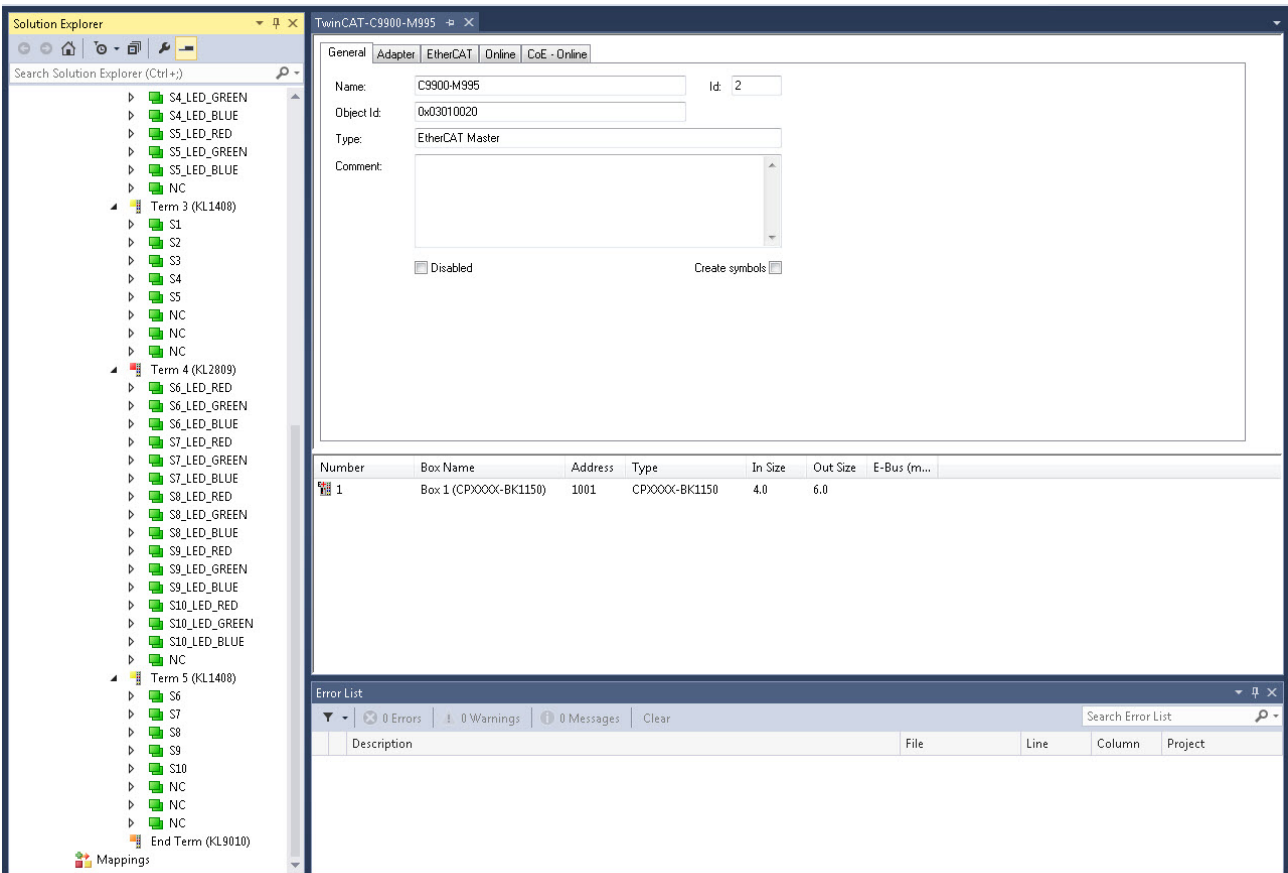 Solution Explorer
Search Solution Explorer (Ctrl+;)
S4_LED_GREEN
S4_LED_BLUE
S5_LED_RED
S5_LED_GREEN
S5_LED_BLUE
NC
Term 3 (KL1408)
S1
S2
S3
S4
S5
NC
NC
NC
Term 4 (KL2809)
S6_LED_RED
S6_LED_GREEN
S6_LED_BLUE
S7_LED_RED
S7_LED_GREEN
S7_LED_BLUE
S8_LED_RED
S8_LED_GREEN
S8_LED_BLUE
S9_LED_RED
S9_LED_GREEN
S9_LED_BLUE
S10_LED_RED
S10_LED_GREEN
S10_LED_BLUE
NC
Term 5 (KL1408)
S6
S7
S8
S9
S10
NC
NC
NC
End Term (KL9010)
Mappings
TwinCAT-C9900-M995
General Adapter EtherCAT Online CoE - Online
Name: C9900-M995 Id: 2
Object Id: 0x03010020
Type: EtherCAT Master
Comment:
Disabled Create symbols
Number Box Name Address Type In Size Out Size E-Bus (m...
1 Box 1 (CPXXXX-BK1150) 1001 CPXXXX-BK1150 4.0 6.0
Error List
0 Errors 0 Warnings 0 Messages Clear Search Error List
Description File Line Column Project